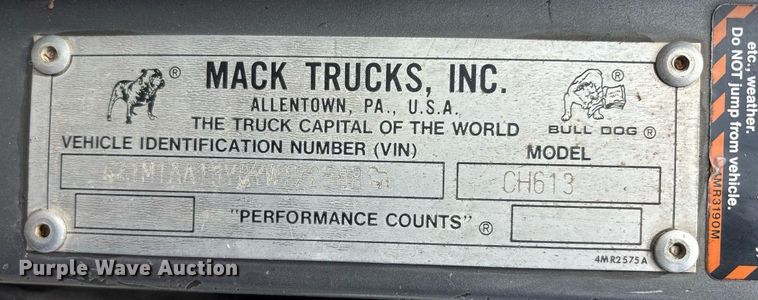 MACK TRUCKS, INC.
ALLENTOWN, PA., U.S.A.
THE TRUCK CAPITAL OF THE WORLD
BULL DOG ®
VEHICLE IDENTIFICATION NUMBER (VIN)
MODEL
CH613
"PERFORMANCE COUNTS" ®
4MR2575A
etc., weather.
Do NOT jump from vehicle.
Purple Wave Auction